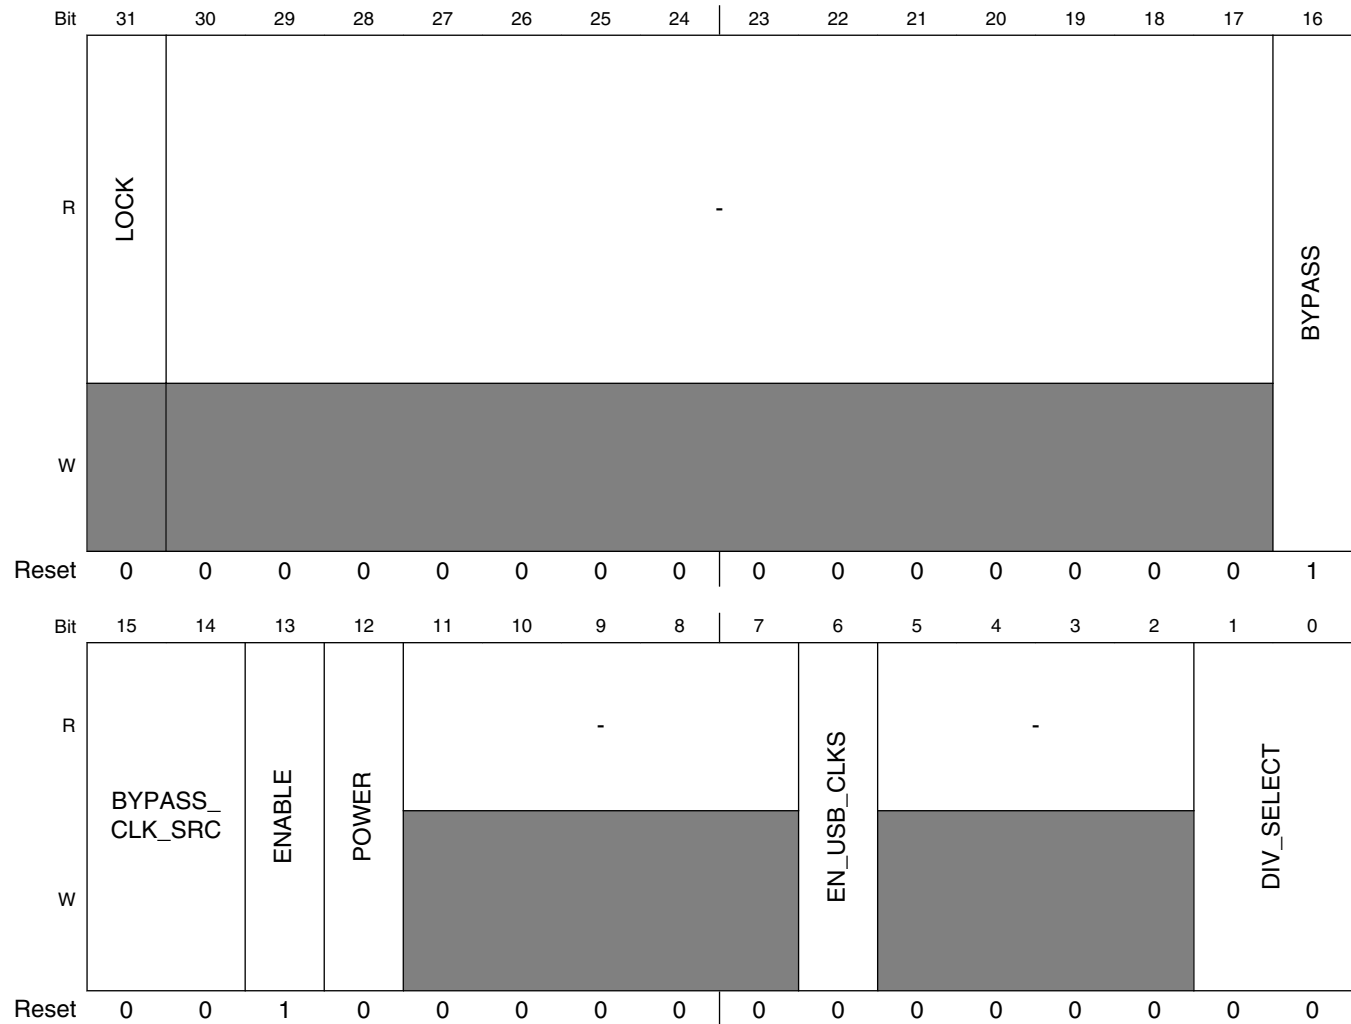 Bit 31 30 29 28 27 26 25 24 23 22 21 20 19 18 17 16
R LOCK - BYPASS
W
Reset 0 0 0 0 0 0 0 0 0 0 0 0 0 0 0 1
Bit 15 14 13 12 11 10 9 8 7 6 5 4 3 2 1 0
R BYPASS_ ENABLE POWER - EN_USB_CLKS - DIV_SELECT
CLK_SRC
W
Reset 0 0 1 0 0 0 0 0 0 0 0 0 0 0 0 0